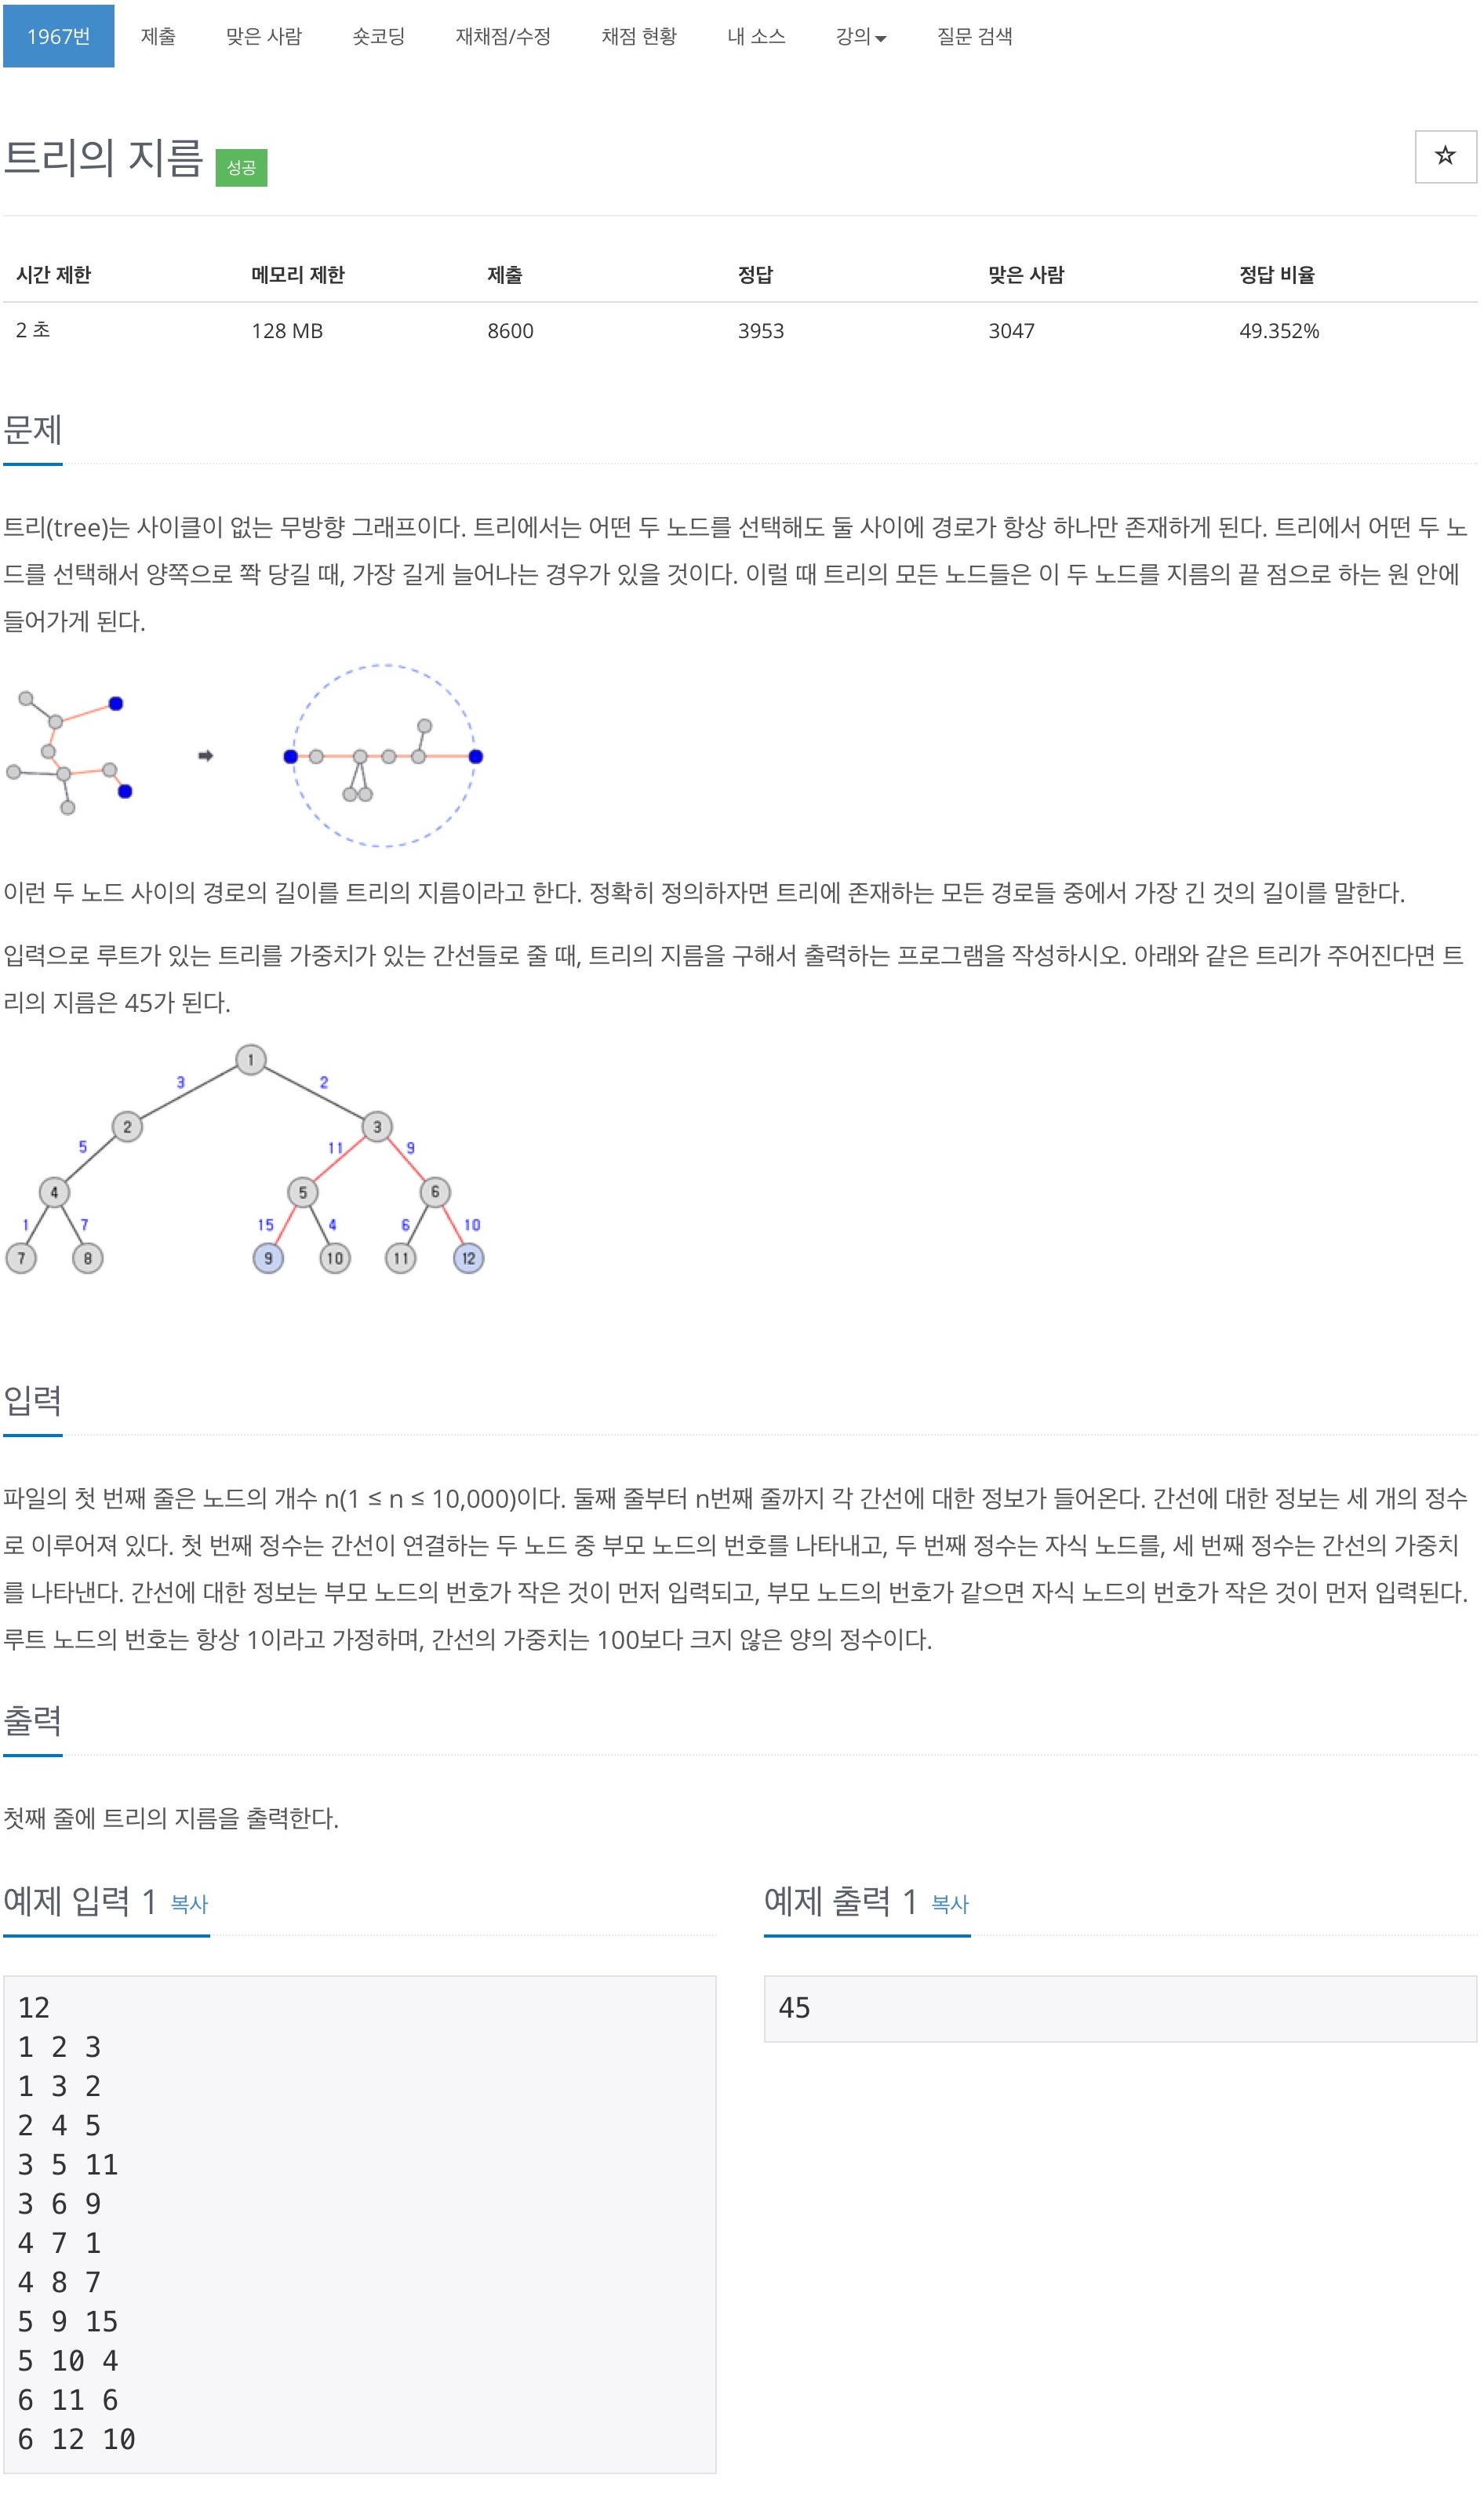 1967번 제출 맞은 사람 숏코딩 재채점/수정 채점 현황 내 소스 강의 질문 검색
트리의 지름 성공
시간 제한 메모리 제한 제출 정답 맞은 사람 정답 비율
2 초 128 MB 8600 3953 3047 49.352%
문제
트리(tree)는 사이클이 없는 무방향 그래프이다. 트리에서는 어떤 두 노드를 선택해도 둘 사이에 경로가 항상 하나만 존재하게 된다. 트리에서 어떤 두 노
드를 선택해서 양쪽으로 쫙 당길 때, 가장 길게 늘어나는 경우가 있을 것이다. 이럴 때 트리의 모든 노드들은 이 두 노드를 지름의 끝 점으로 하는 원 안에
들어가게 된다.
이런 두 노드 사이의 경로의 길이를 트리의 지름이라고 한다. 정확히 정의하자면 트리에 존재하는 모든 경로들 중에서 가장 긴 것의 길이를 말한다.
입력으로 루트가 있는 트리를 가중치가 있는 간선들로 줄 때, 트리의 지름을 구해서 출력하는 프로그램을 작성하시오. 아래와 같은 트리가 주어진다면 트
리의 지름은 45가 된다.
1
3 2
2 3
5 11 9
4 5 6
1 7 15 4 6 10
7 8 9 10 11 12
입력
파일의 첫 번째 줄은 노드의 개수 n(1 ≤ n ≤ 10,000)이다. 둘째 줄부터 n번째 줄까지 각 간선에 대한 정보가 들어온다. 간선에 대한 정보는 세 개의 정수
로 이루어져 있다. 첫 번째 정수는 간선이 연결하는 두 노드 중 부모 노드의 번호를 나타내고, 두 번째 정수는 자식 노드를, 세 번째 정수는 간선의 가중치
를 나타낸다. 간선에 대한 정보는 부모 노드의 번호가 작은 것이 먼저 입력되고, 부모 노드의 번호가 같으면 자식 노드의 번호가 작은 것이 먼저 입력된다.
루트 노드의 번호는 항상 1이라고 가정하며, 간선의 가중치는 100보다 크지 않은 양의 정수이다.
출력
첫째 줄에 트리의 지름을 출력한다.
예제 입력 1 복사
12
1 2 3
1 3 2
2 4 5
3 5 11
3 6 9
4 7 1
4 8 7
5 9 15
5 10 4
6 11 6
6 12 10
예제 출력 1 복사
45